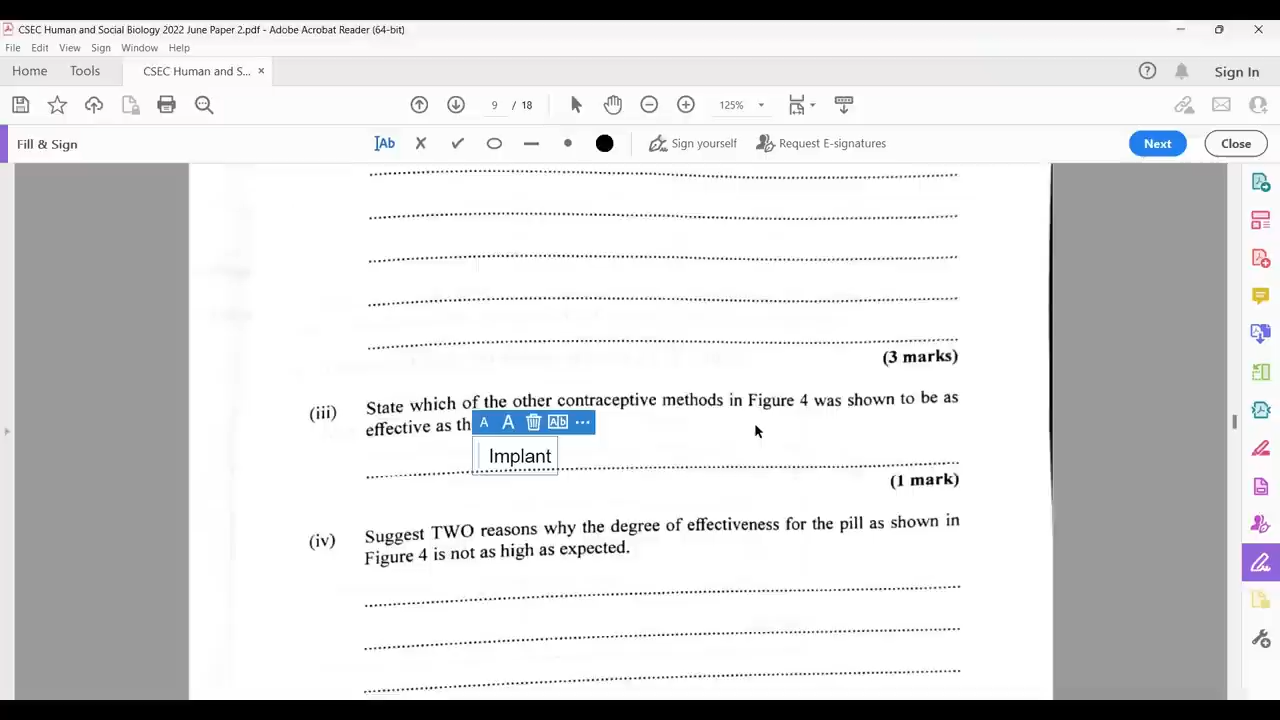 CSEC Human and Social Biology 2022 June Paper 2.pdf - Adobe Acrobat Reader (64-bit)
File Edit View Sign Window Help
Home Tools CSEC Human and S... ×
9 / 18 125% Sign In
Fill & Sign IAb Sign yourself Request E-signatures Next Close
(3 marks)
(iii) State which of the other contraceptive methods in Figure 4 was shown to be as
effective as th
A A Ab ...
Implant
(1 mark)
(iv) Suggest TWO reasons why the degree of effectiveness for the pill as shown in
Figure 4 is not as high as expected.